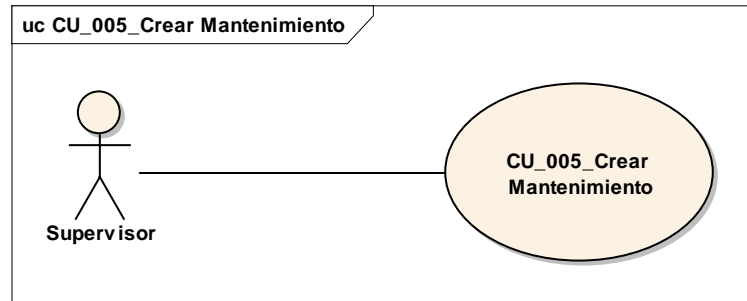 uc CU_005_Crear Mantenimiento
CU_005_Crear
Mantenimiento
Supervisor